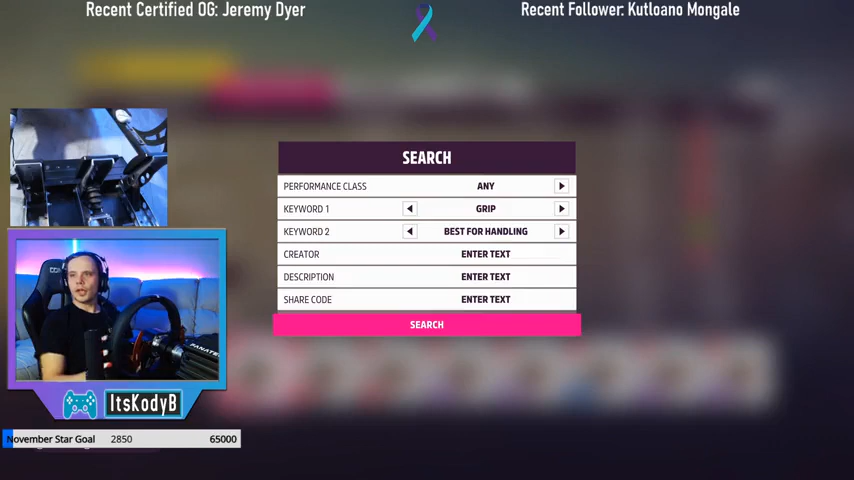 Recent Certified OG: Jeremy Dyer
Recent Follower: Kutloano Mongale
SEARCH
PERFORMANCE CLASS ANY
KEYWORD 1 GRIP
KEYWORD 2 BEST FOR HANDLING
CREATOR ENTER TEXT
DESCRIPTION ENTER TEXT
SHARE CODE ENTER TEXT
SEARCH
FANATEC
ItsKodyB
November Star Goal 2850 65000